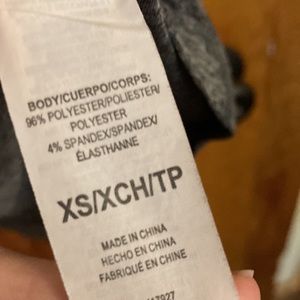 BODY/CUERPO/CORPS:
96% POLYESTER/POLIÉSTER/
POLYESTER
4% SPANDEX/SPANDEX/
ÉLASTHANNE
XS/XCH/TP
MADE IN CHINA
HECHO EN CHINA
FABRIQUÉ EN CHINE